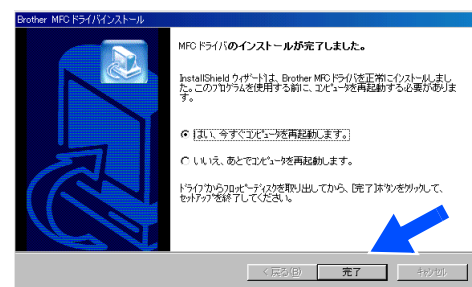 Brother MFC ドライバインストール
MFC ドライバのインストールが完了しました。
InstallShield ウィザードは、Brother MFC ドライバを正常にインストールしまし
た。このプログラムを使用する前に、コンピュータを再起動する必要がありま
す。
はい、今すぐコンピュータを再起動します。
いいえ、あとでコンピュータを再起動します。
ドライブからフロッピーディスクを取り出してから、[完了]ボタンをクリックして、
セットアップを終了してください。
< 戻る(B)
完了
キャンセル